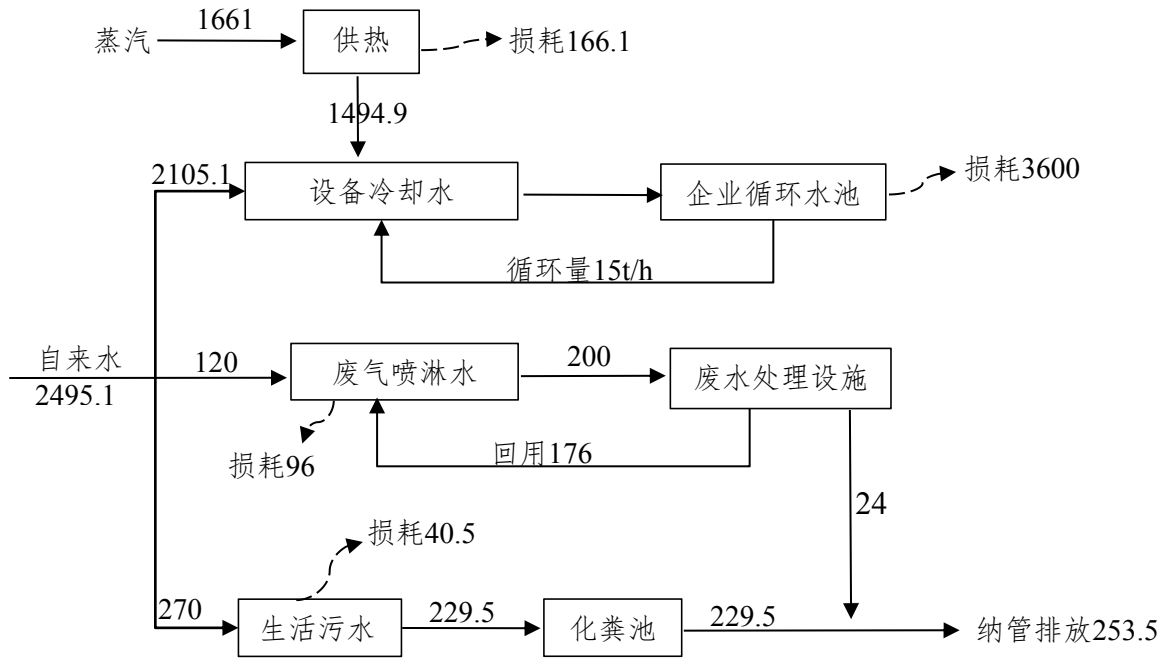 1661
蒸汽
供热
损耗166.1
1494.9
2105.1
设备冷却水
企业循环水池
损耗3600
循环量15t/h
自来水
2495.1
120
废气喷淋水
200
废水处理设施
损耗96
回用176
24
损耗40.5
270
生活污水
229.5
化粪池
229.5
纳管排放253.5